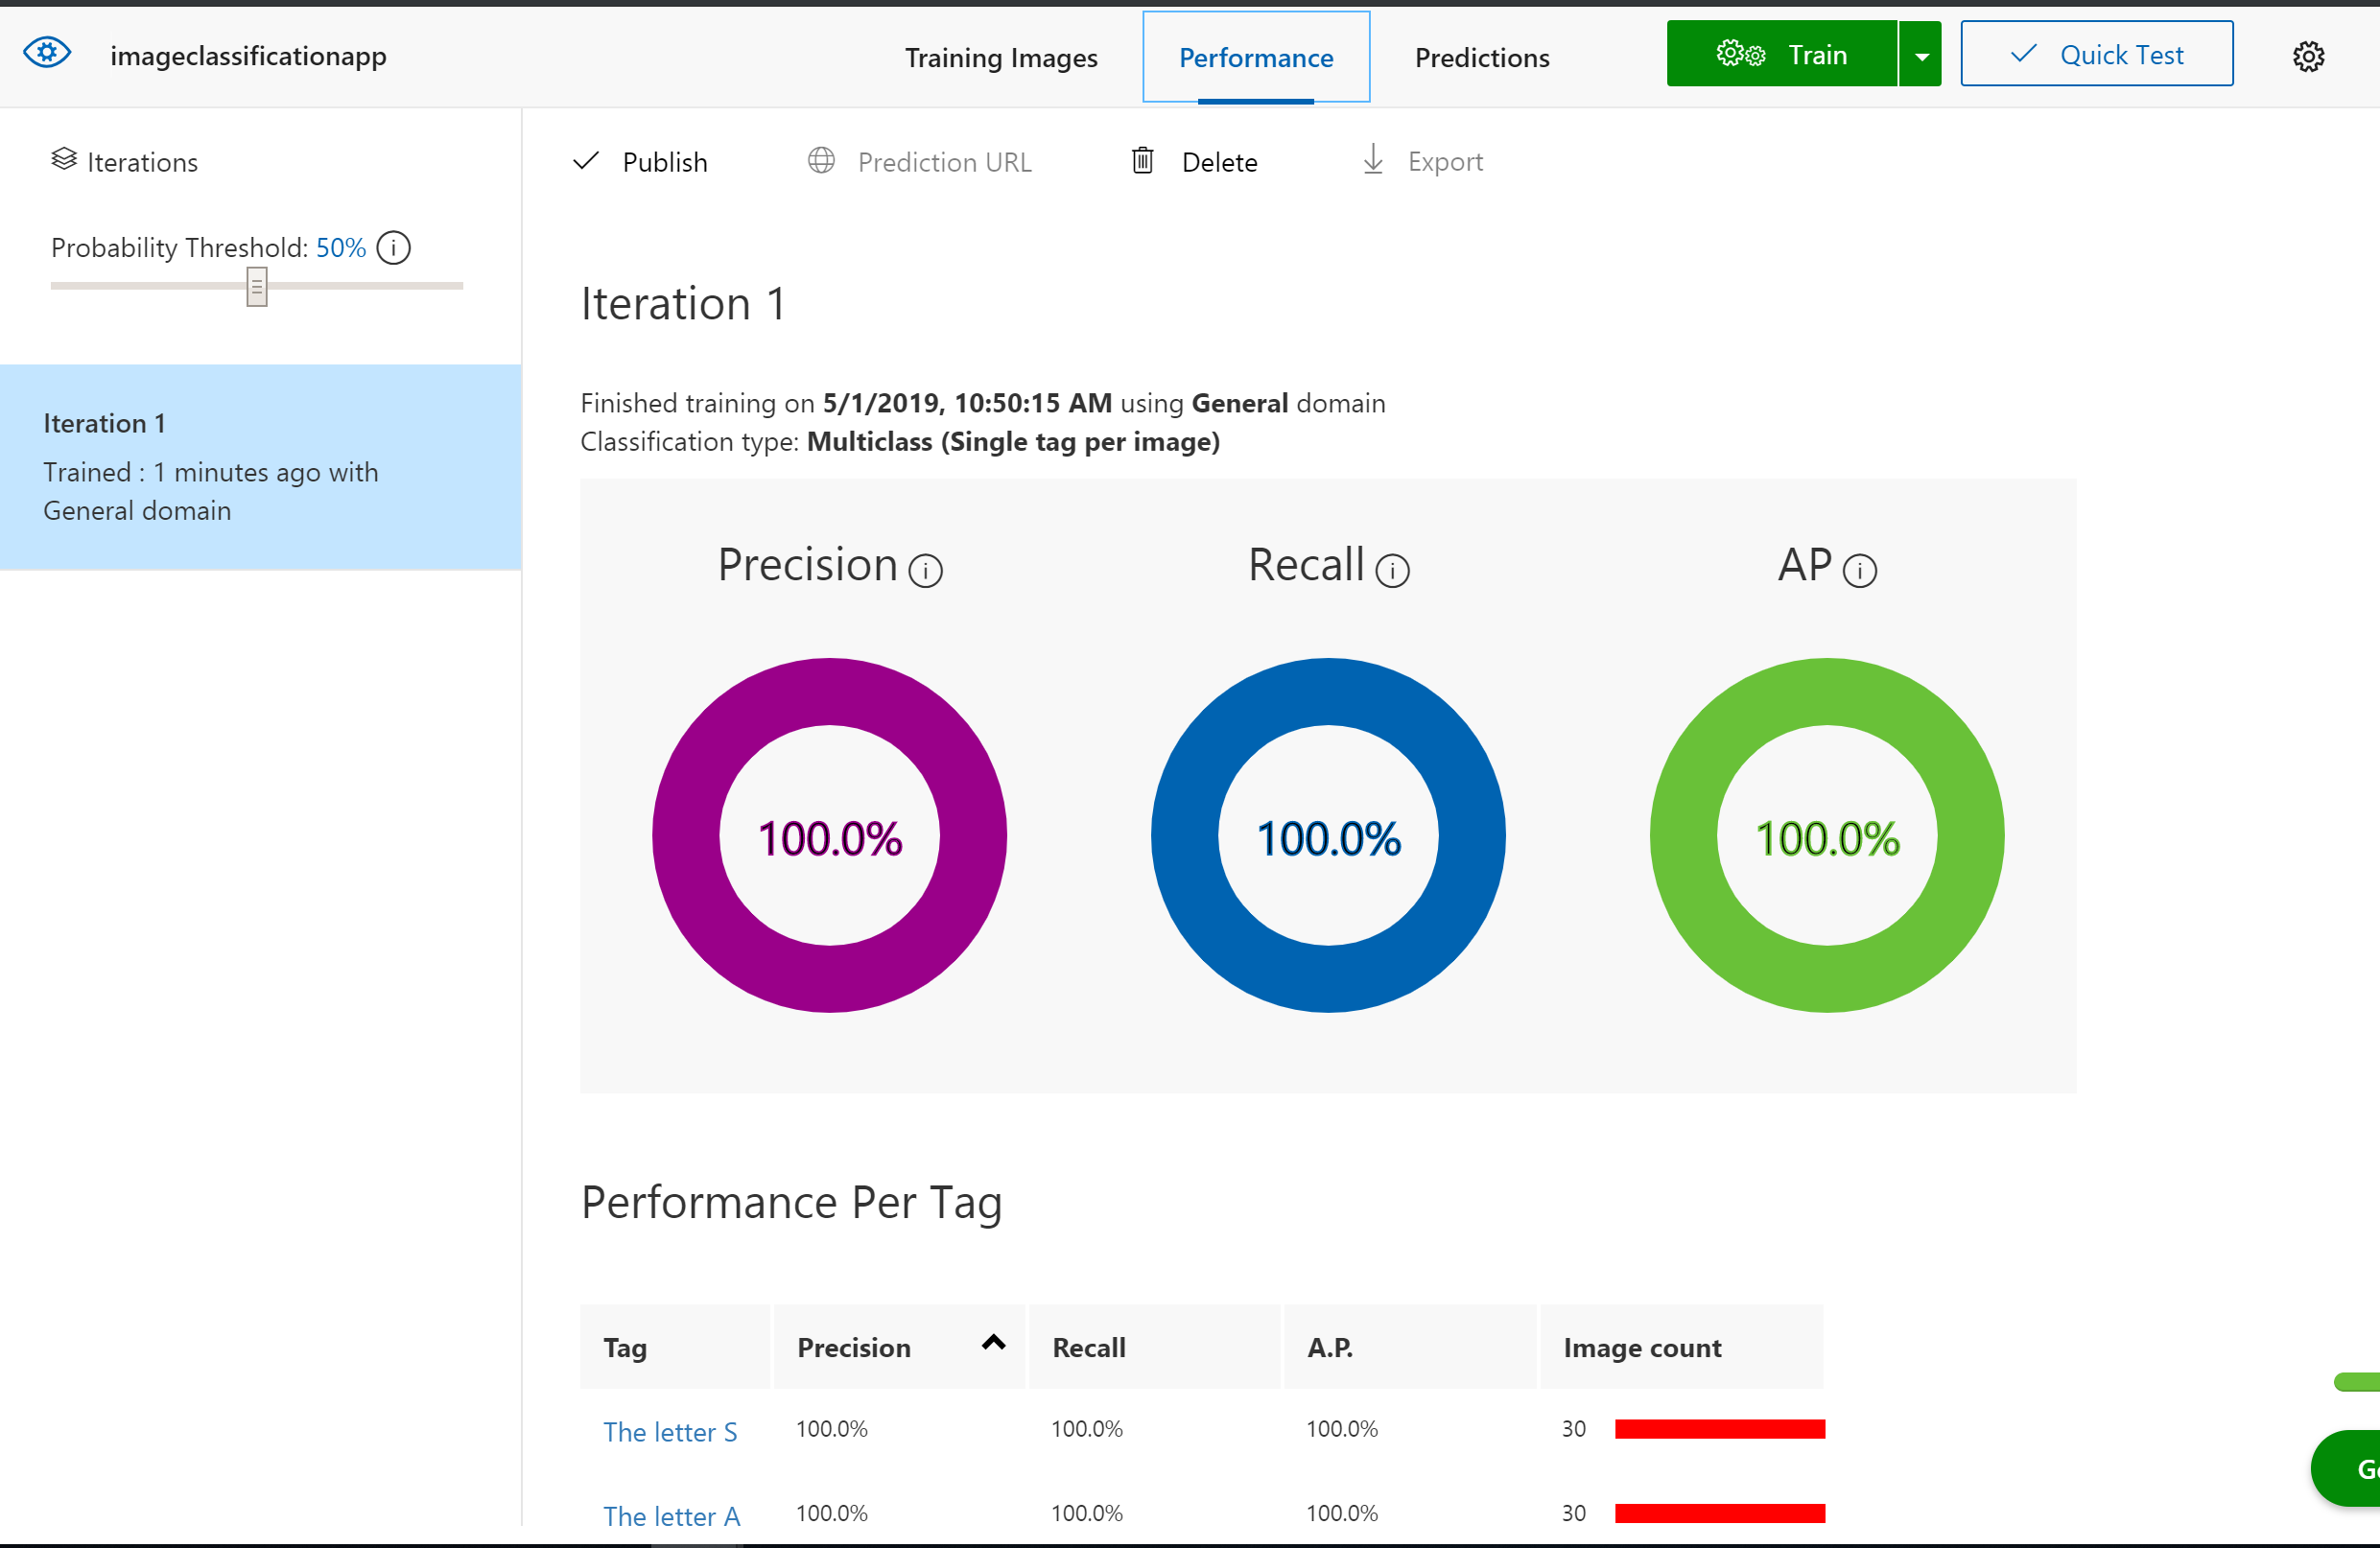 imageclassificationapp
Training Images
Performance
Predictions
Train
Quick Test
Iterations
Publish
Prediction URL
Delete
Export
Probability Threshold: 50%
Iteration 1
Trained : 1 minutes ago with
General domain
Iteration 1
Finished training on 5/1/2019, 10:50:15 AM using General domain
Classification type: Multiclass (Single tag per image)
Precision
Recall
AP
100.0%
100.0%
100.0%
Performance Per Tag
Tag Precision Recall A.P. Image count
The letter S 100.0% 100.0% 100.0% 30
The letter A 100.0% 100.0% 100.0% 30